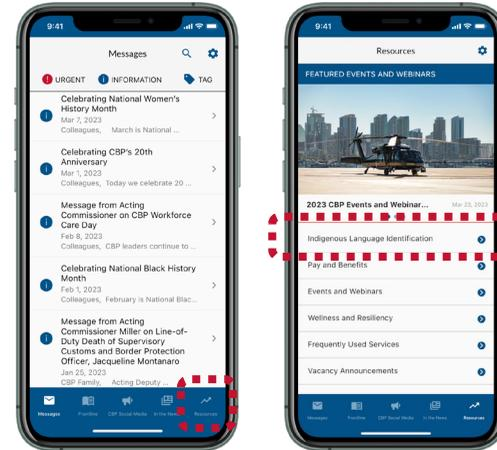 9:41
Messages
URGENT
INFORMATION
TAG
Celebrating National Women's
History Month
Mar 7, 2023
Colleagues, March is National ...
Celebrating CBP's 20th
Anniversary
Mar 1, 2023
Colleagues, Today we celebrate 20 ...
Message from Acting
Commissioner on CBP Workforce
Care Day
Feb 8, 2023
Colleagues, CBP leaders continue to ...
Celebrating National Black History
Month
Feb 1, 2023
Colleagues, February is National Blac...
Message from Acting
Commissioner Miller on Line-of-
Duty Death of Supervisory
Customs and Border Protection
Officer, Jacqueline Montanaro
Jan 25, 2023
CBP Family, Acting Deputy ...
Messages
Frontline
CBP Social Media
In the News
Resources
9:41
Resources
FEATURED EVENTS AND WEBINARS
2023 CBP Events and Webinar...
Mar 23, 2023
Indigenous Language Identification
Pay and Benefits
Events and Webinars
Wellness and Resiliency
Frequently Used Services
Vacancy Announcements
Messages
Frontline
CBP Social Media
In the News
Resources